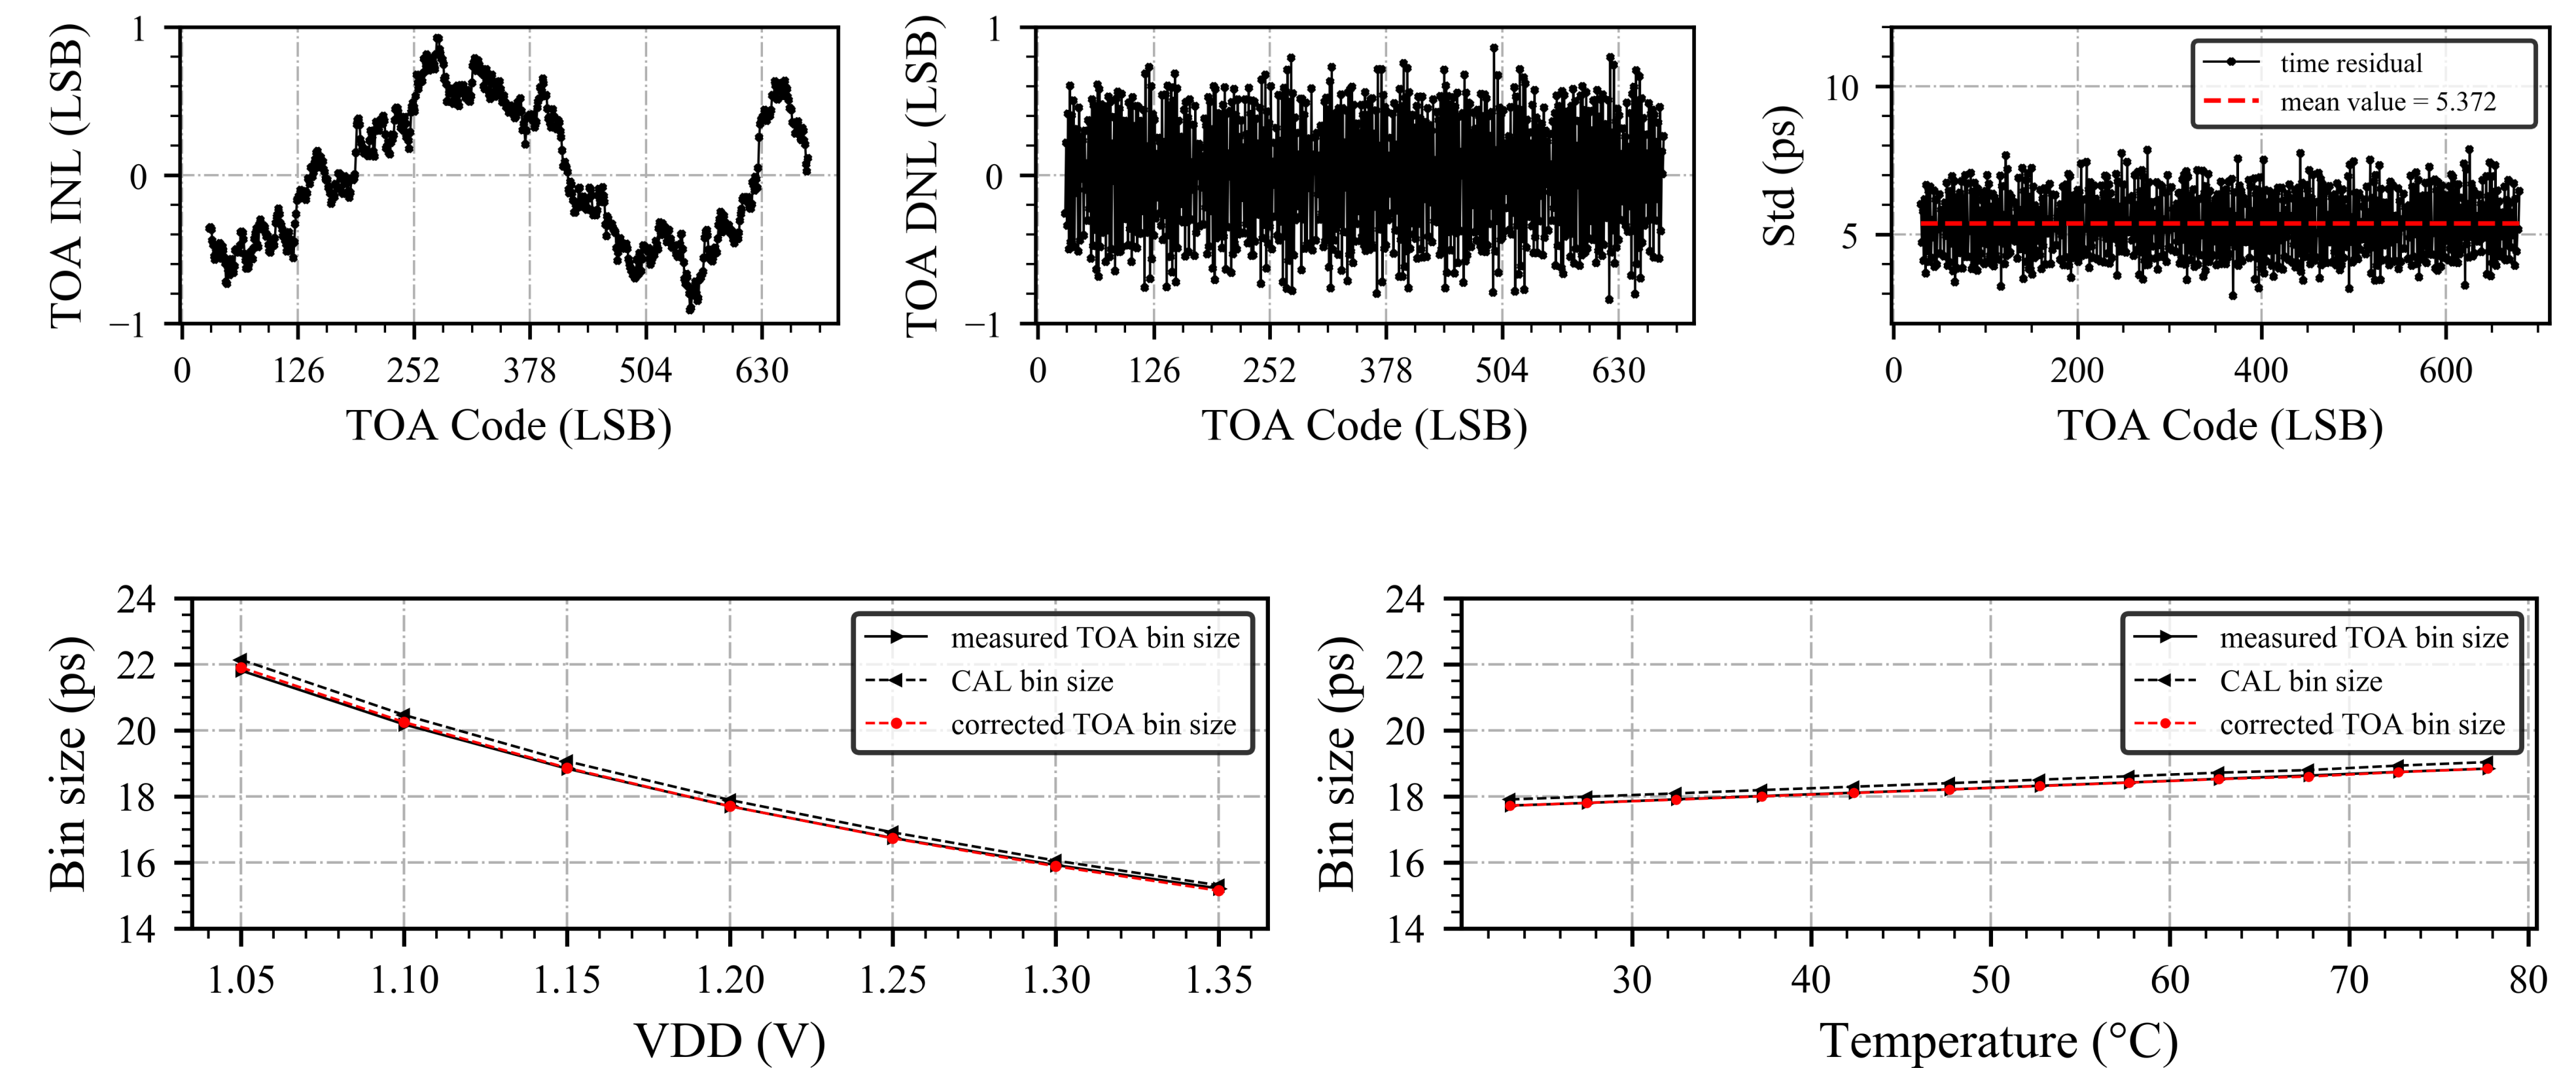 TOA INL (LSB)
1
0
−1
0 126 252 378 504 630
TOA Code (LSB)
TOA DNL (LSB)
1
0
−1
0 126 252 378 504 630
TOA Code (LSB)
Std (ps)
10
5
time residual
mean value = 5.372
0 200 400 600
TOA Code (LSB)
Bin size (ps)
24
22
20
18
16
14
measured TOA bin size
CAL bin size
corrected TOA bin size
1.05 1.10 1.15 1.20 1.25 1.30 1.35
VDD (V)
Bin size (ps)
24
22
20
18
16
14
measured TOA bin size
CAL bin size
corrected TOA bin size
30 40 50 60 70 80
Temperature (°C)